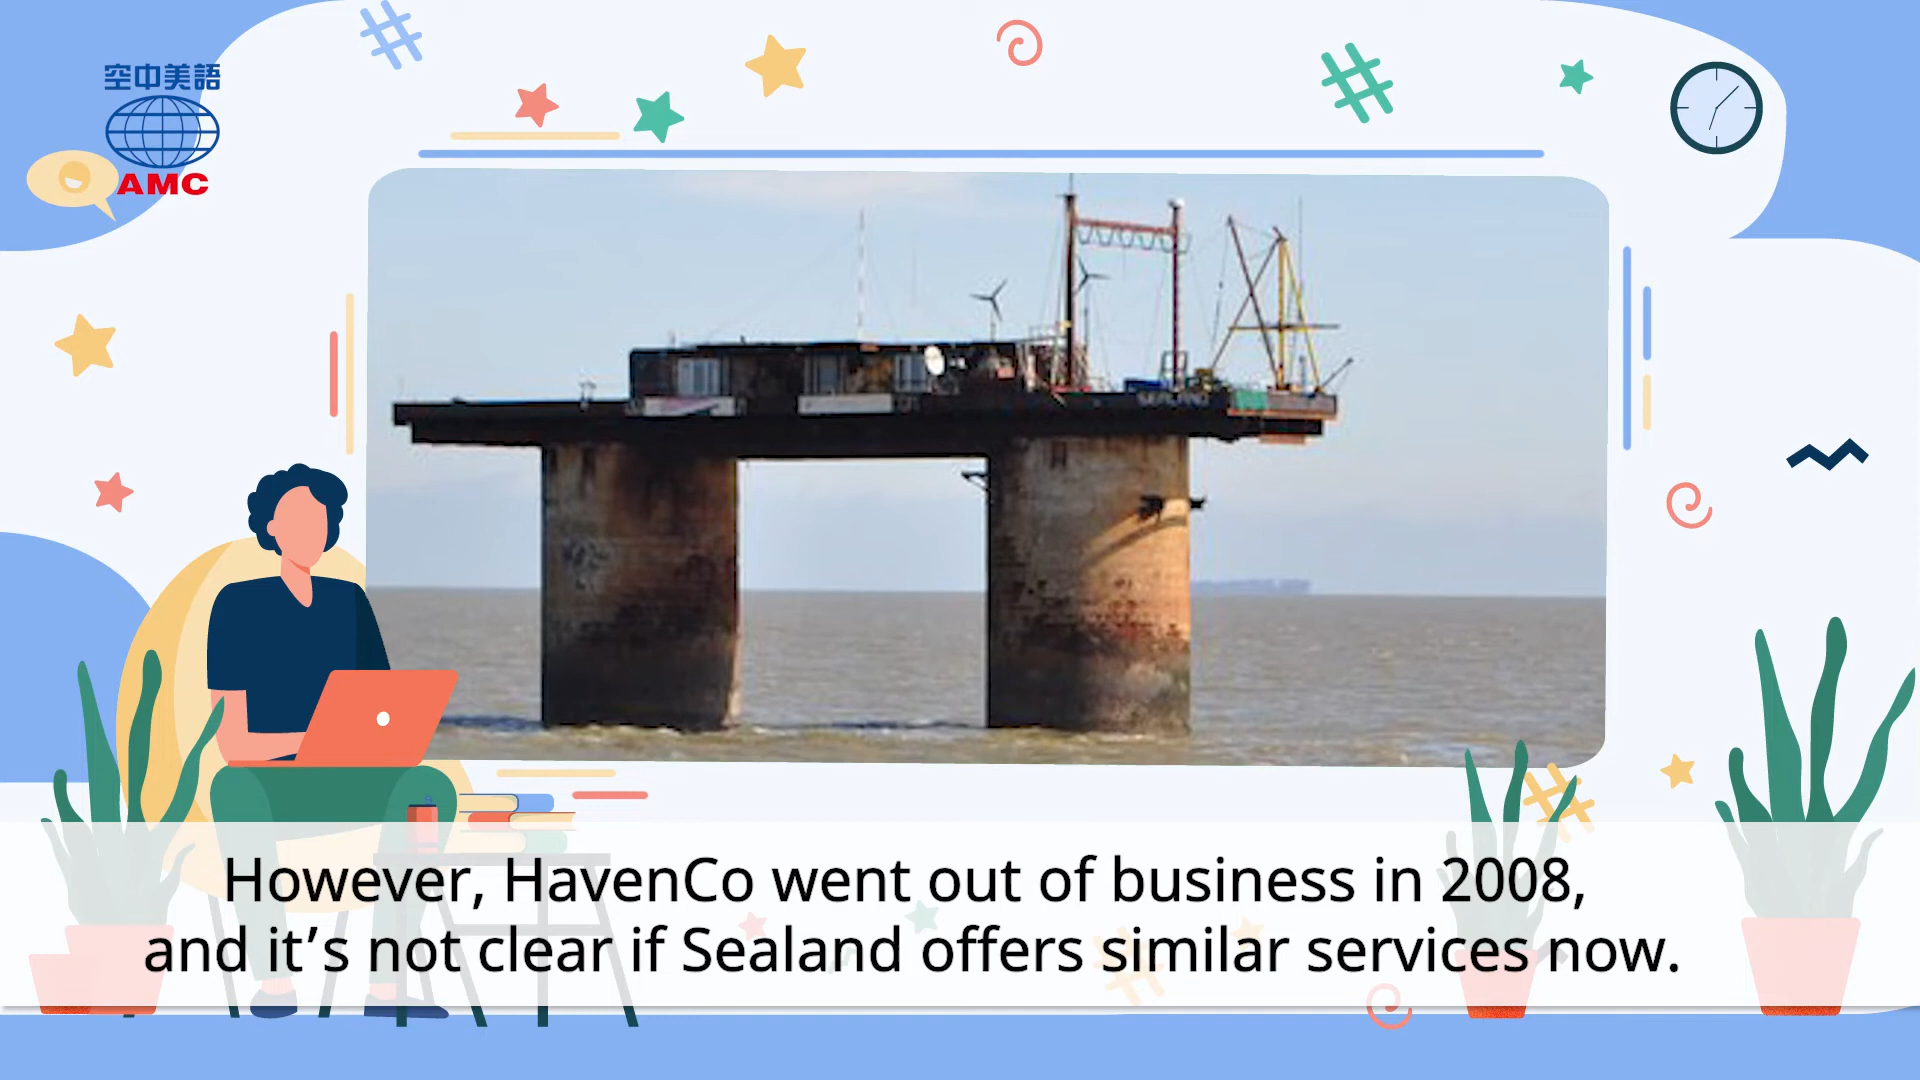 空中美語
AMC
SEALAND
However, HavenCo went out of business in 2008,
and it’s not clear if Sealand offers similar services now.